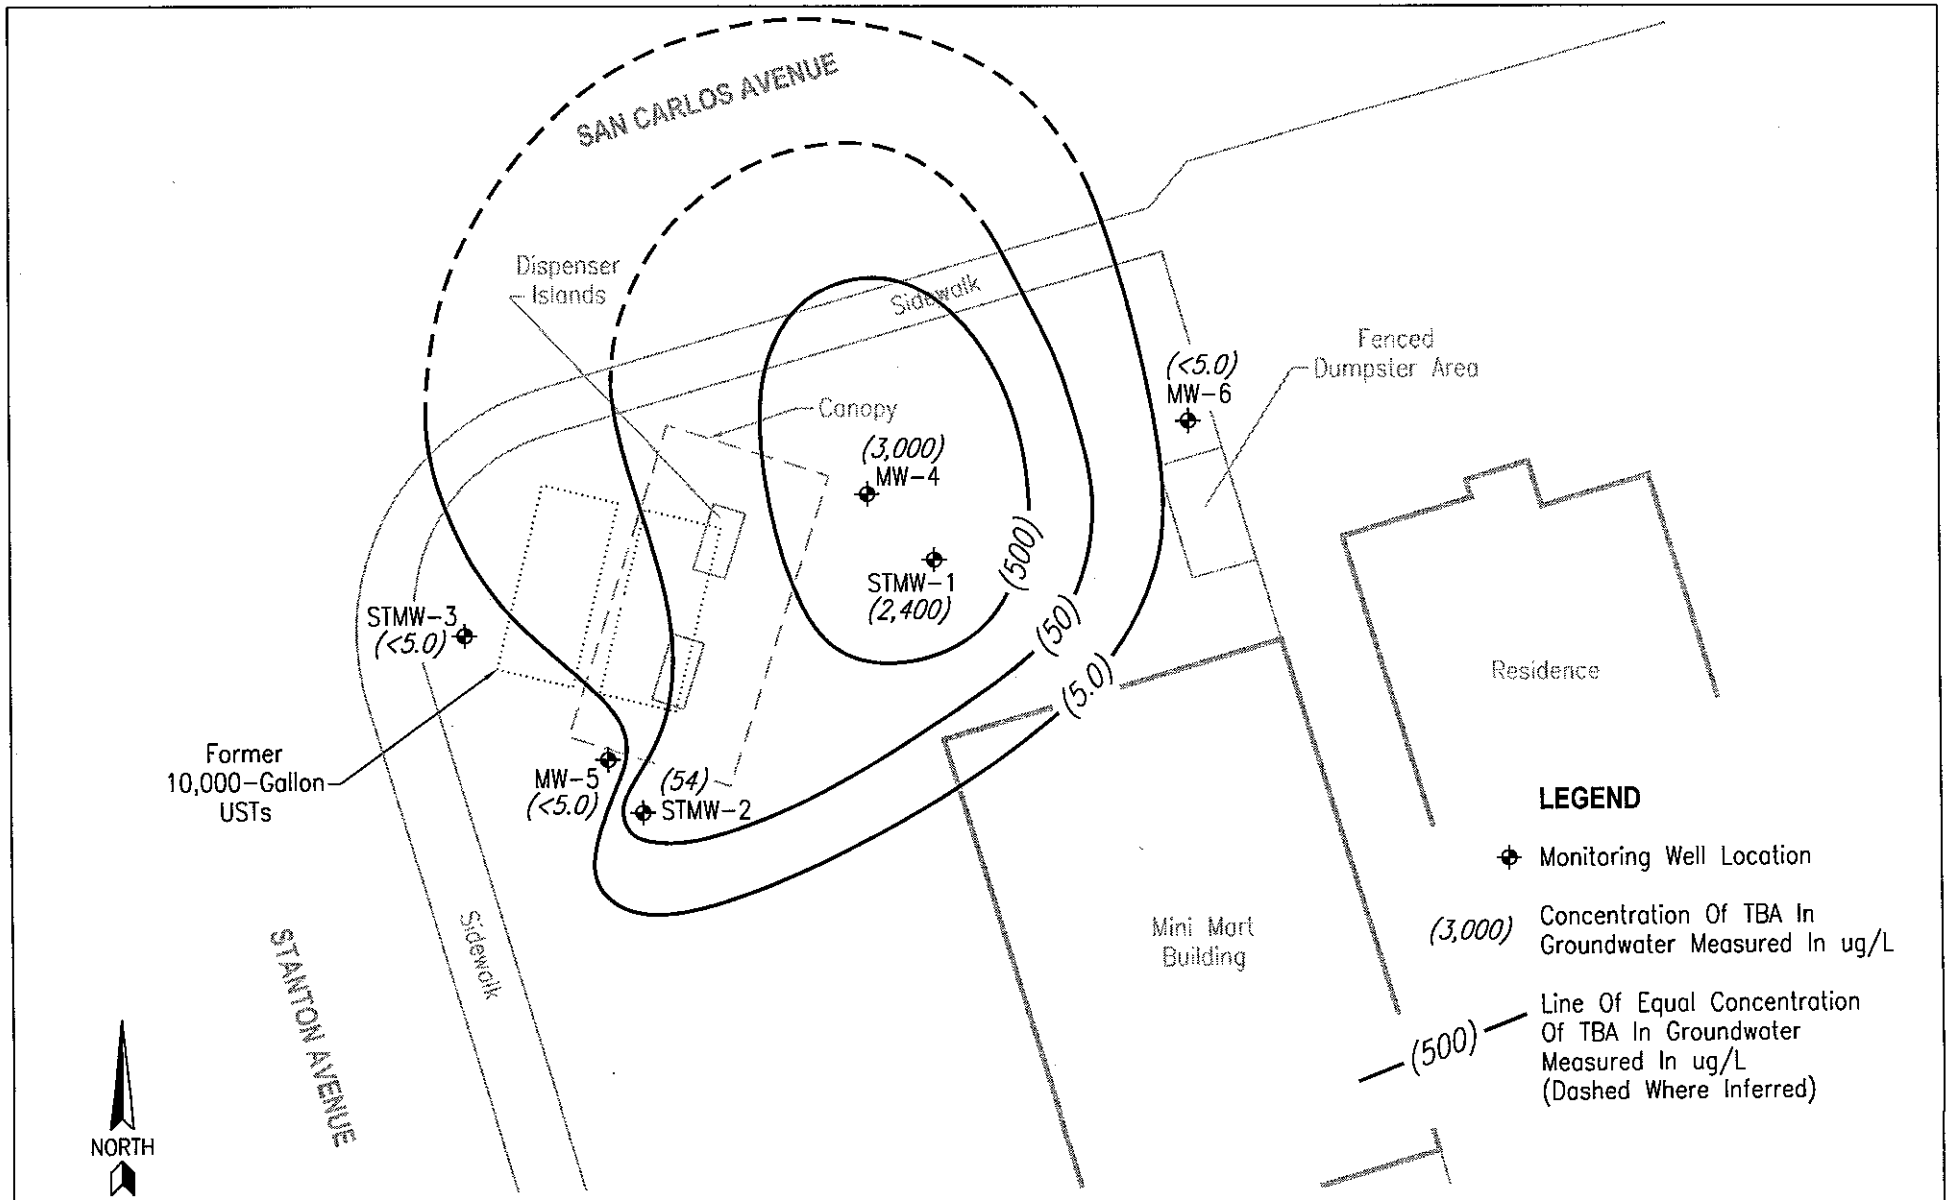 SAN CARLOS AVENUE
Dispenser
Islands
Sidewalk
Fenced
Dumpster Area
(<5.0)
MW-6
Canopy
(3,000)
MW-4
STMW-1
(2,400)
(500)
(50)
(5.0)
STMW-3
(<5.0)
Residence
Former
10,000-Gallon
USTs
MW-5
(<5.0)
(54)
STMW-2
Mini Mart
Building
Sidewalk
STANTON AVENUE
NORTH
LEGEND
Monitoring Well Location
(3,000)
Concentration Of TBA In
Groundwater Measured In ug/L
(500)
Line Of Equal Concentration
Of TBA In Groundwater
Measured In ug/L
(Dashed Where Inferred)